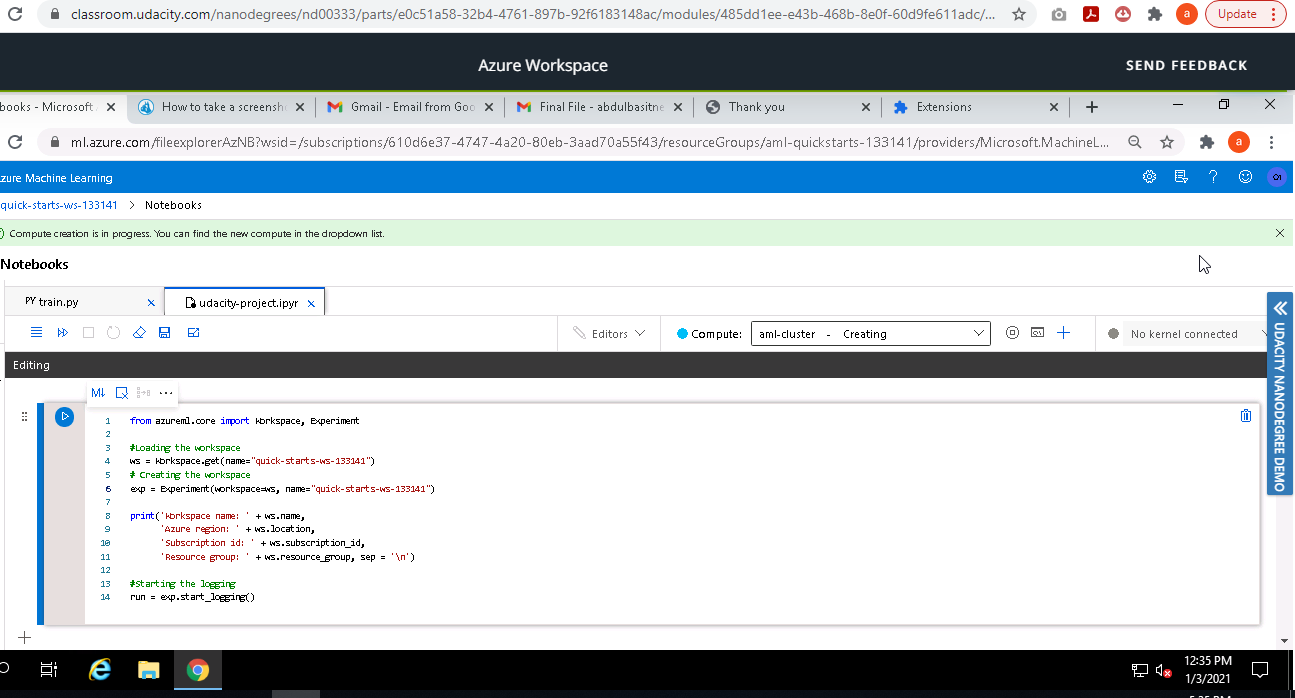 classroom.udacity.com/nanodegrees/nd00333/parts/e0c51a58-32b4-4761-897b-92f6183148ac/modules/485dd1ee-e43b-468b-8e0f-60d9fe611adc/...
a
Update
Azure Workspace
SEND FEEDBACK
books - Microsoft
How to take a screensh
Gmail - Email from Goo
Final File - abdulbasitne
Thank you
Extensions
ml.azure.com/fileexplorerAzNB?wsid=/subscriptions/610d6e37-4747-4a20-80eb-3aad70a55f43/resourceGroups/aml-quickstarts-133141/providers/Microsoft.MachineL...
a
zure Machine Learning
O1
quick-starts-ws-133141 > Notebooks
Compute creation is in progress. You can find the new compute in the dropdown list.
Notebooks
PY train.py
udacity-project.ipyr
Editors
Compute:
aml-cluster - Creating
No kernel connected
UDACITY NANODEGREE DEMO
Editing
M↓
1 from azureml.core import Workspace, Experiment
2
3 #Loading the workspace
4 ws = Workspace.get(name="quick-starts-ws-133141")
5 # Creating the workspace
6 exp = Experiment(workspace=ws, name="quick-starts-ws-133141")
7
8 print('Workspace name: ' + ws.name,
9 'Azure region: ' + ws.location,
10 'Subscription id: ' + ws.subscription_id,
11 'Resource group: ' + ws.resource_group, sep = '\n')
12
13 #Starting the logging
14 run = exp.start_logging()
12:35 PM
1/3/2021